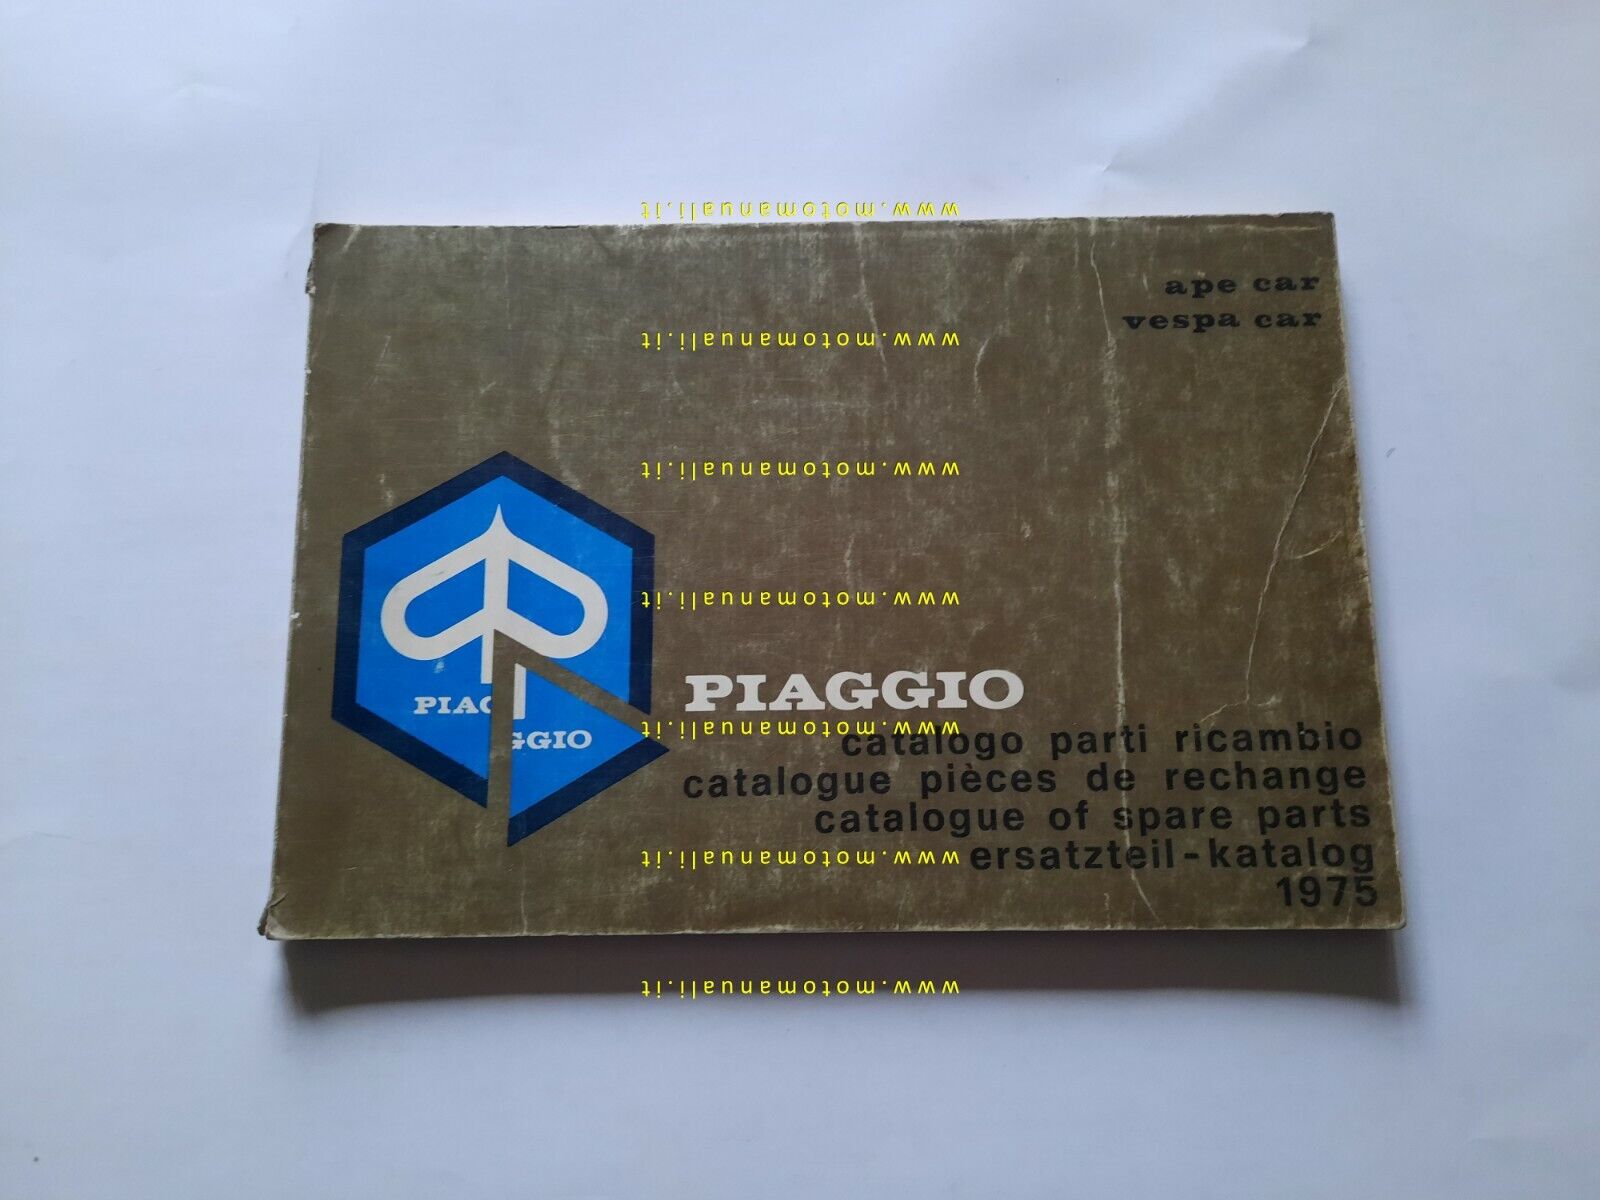 www.motomanuali.it
ape car
vespa car
www.motomanuali.it
www.motomanuali.it
www.motomanuali.it
PIAGGIO
PIAG
GGIO
www.motomanuali.it
catalogo parti ricambio
catalogue pièces de rechange
catalogue of spare parts
www.motomanuali.it
ersatzteil-katalog
1975
www.motomanuali.it